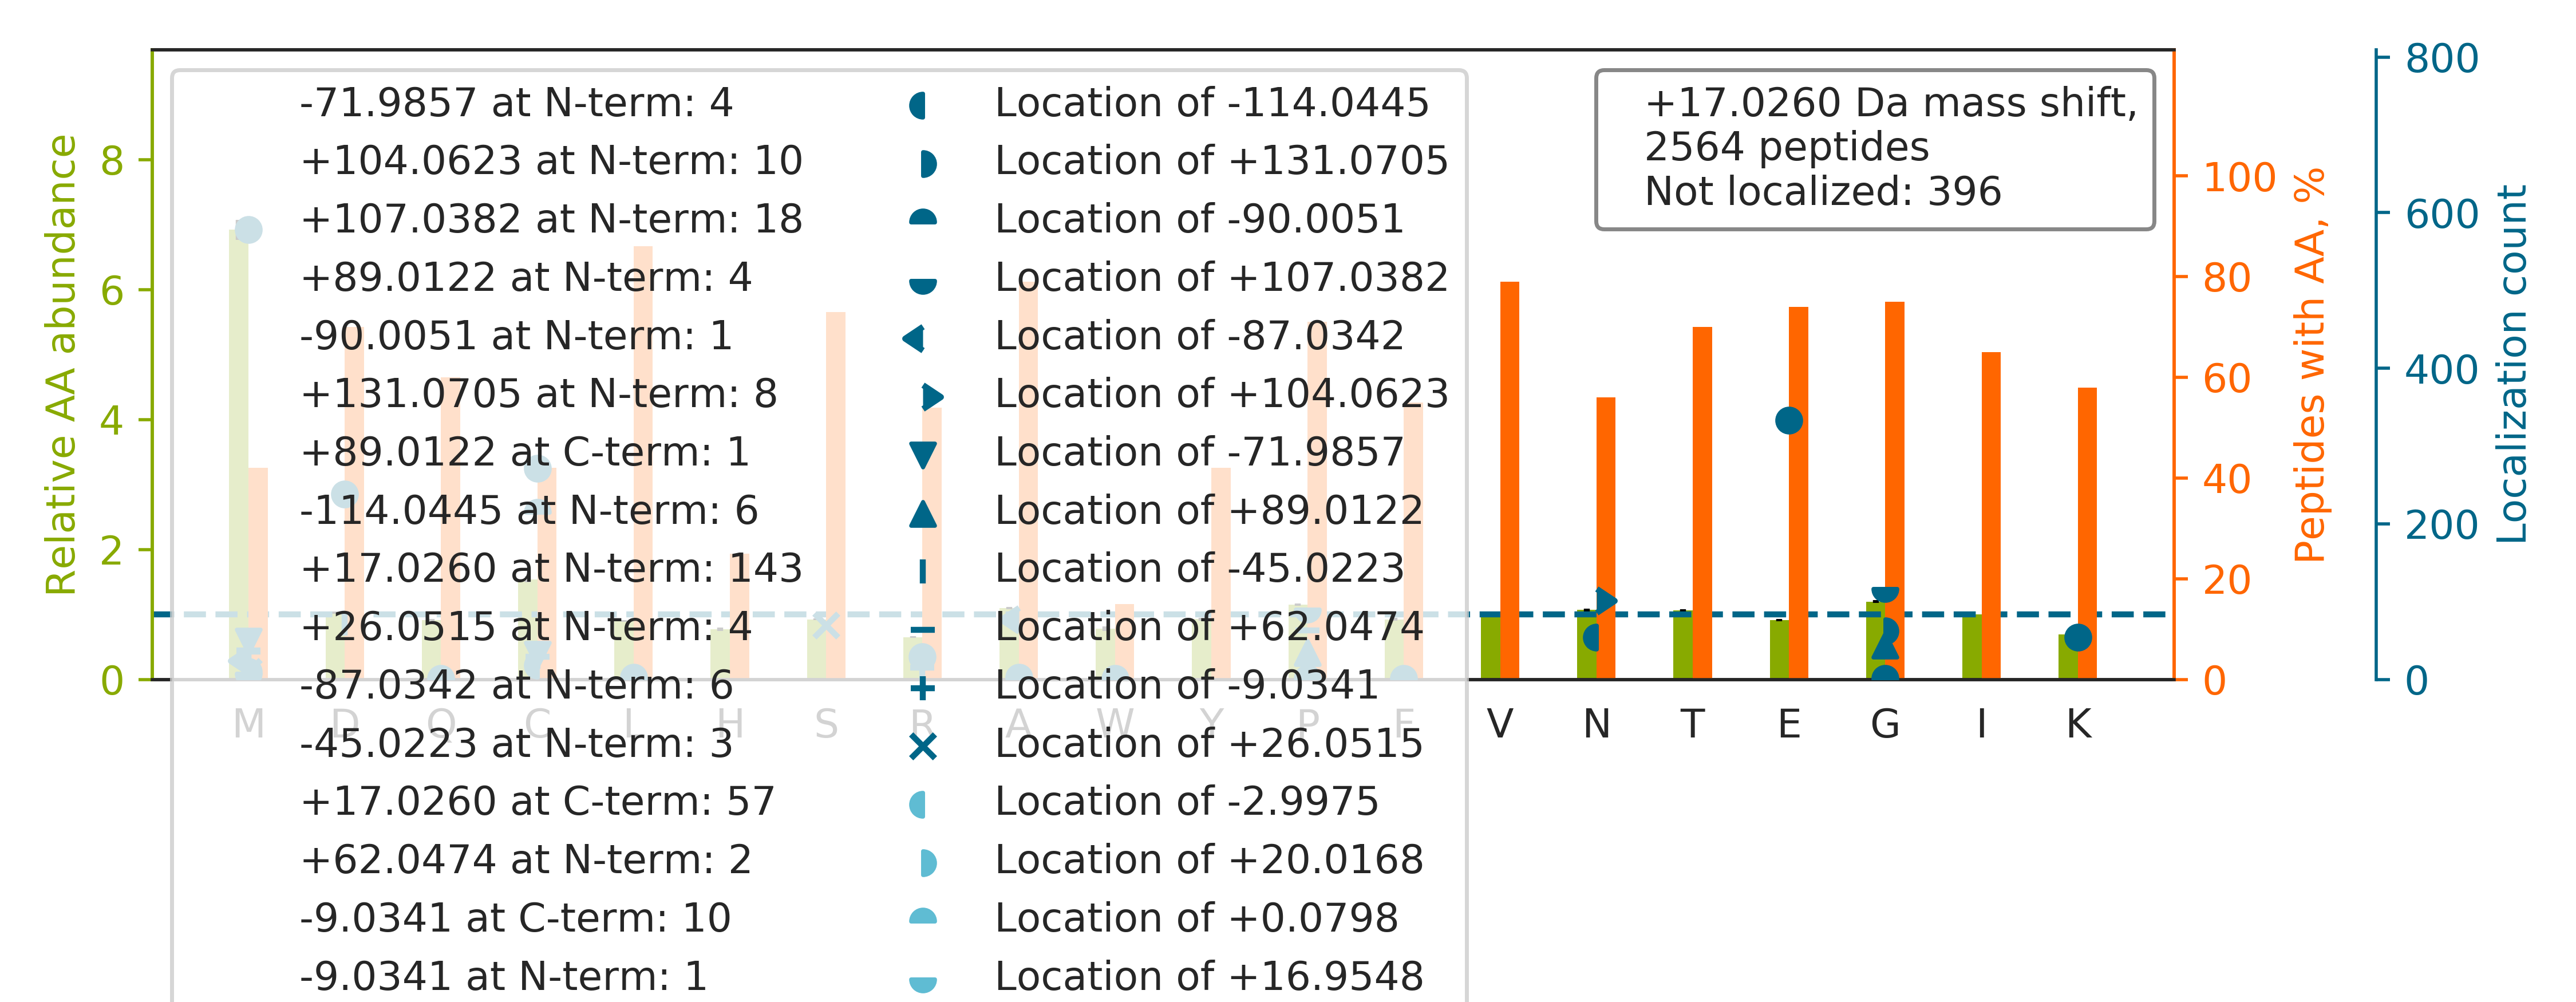 Relative AA abundance
8
6
4
2
0
-71.9857 at N-term: 4
+104.0623 at N-term: 10
+107.0382 at N-term: 18
+89.0122 at N-term: 4
-90.0051 at N-term: 1
+131.0705 at N-term: 8
+89.0122 at C-term: 1
-114.0445 at N-term: 6
+17.0260 at N-term: 143
+26.0515 at N-term: 4
-87.0342 at N-term: 6
-45.0223 at N-term: 3
+17.0260 at C-term: 57
+62.0474 at N-term: 2
-9.0341 at C-term: 10
-9.0341 at N-term: 1
Location of -114.0445
Location of +131.0705
Location of -90.0051
Location of +107.0382
Location of -87.0342
Location of +104.0623
Location of -71.9857
Location of +89.0122
Location of -45.0223
Location of +62.0474
Location of -9.0341
Location of +26.0515
Location of -2.9975
Location of +20.0168
Location of +0.0798
Location of +16.9548
+17.0260 Da mass shift,
2564 peptides
Not localized: 396
M D Q C L H S R A W Y P F V N T E G I K
100
80
60
40
20
0
Peptides with AA, %
800
600
400
200
0
Localization count